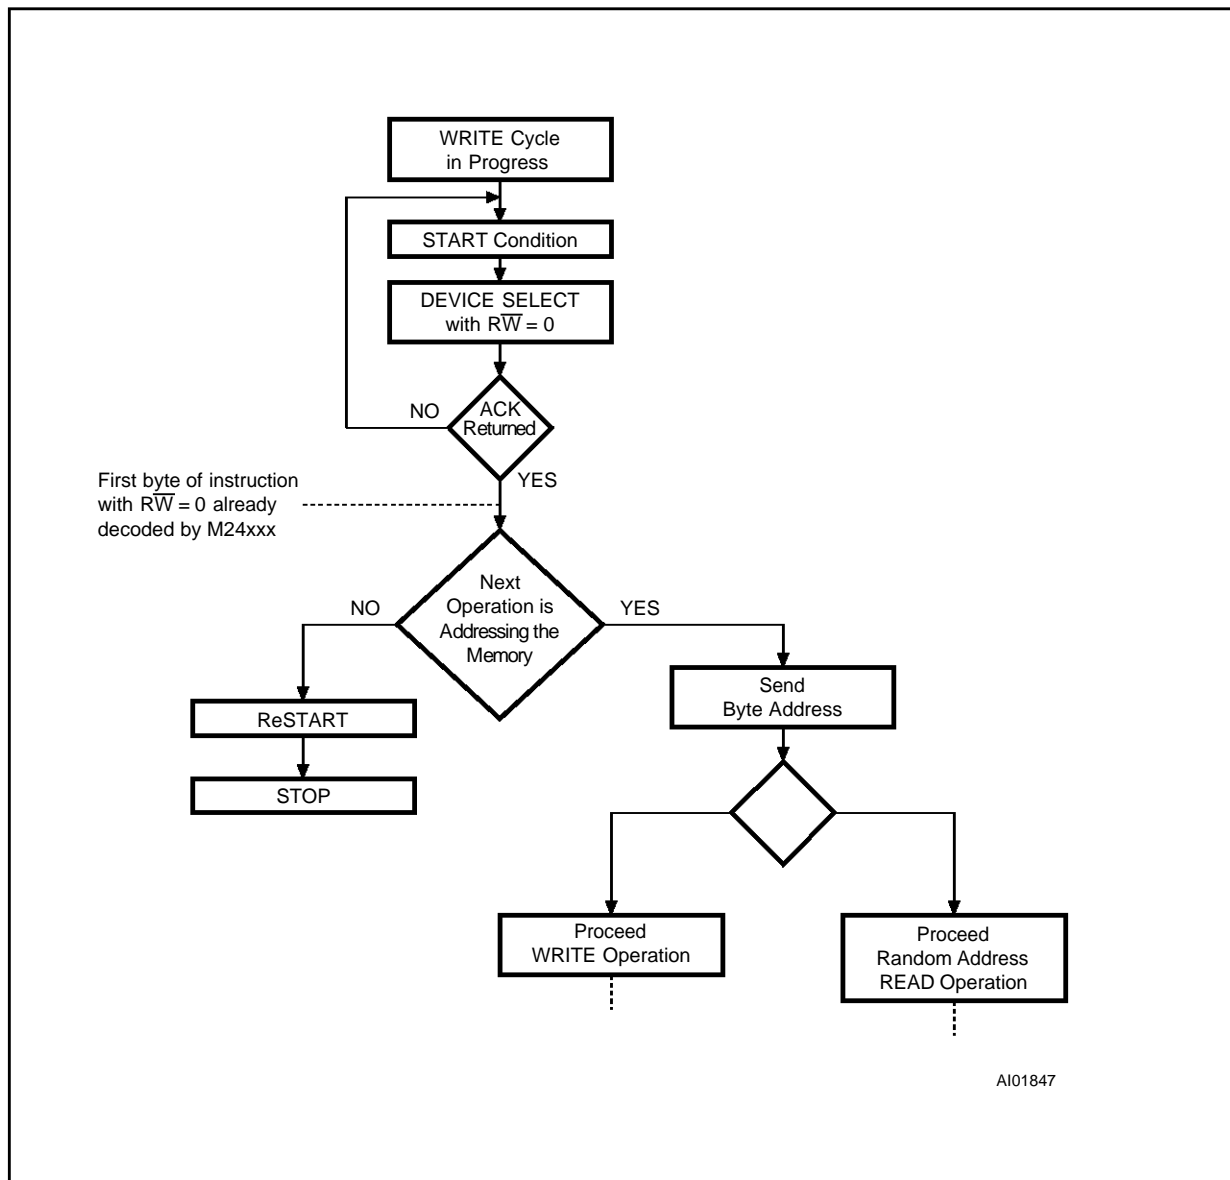 WRITE Cycle
in Progress
START Condition
DEVICE SELECT
with RW̅ = 0
ACK
Returned
NO
YES
First byte of instruction
with RW̅ = 0 already
decoded by M24xxx
Next
Operation is
Addressing the
Memory
NO
YES
Send
Byte Address
ReSTART
STOP
Proceed
WRITE Operation
Proceed
Random Address
READ Operation
AI01847